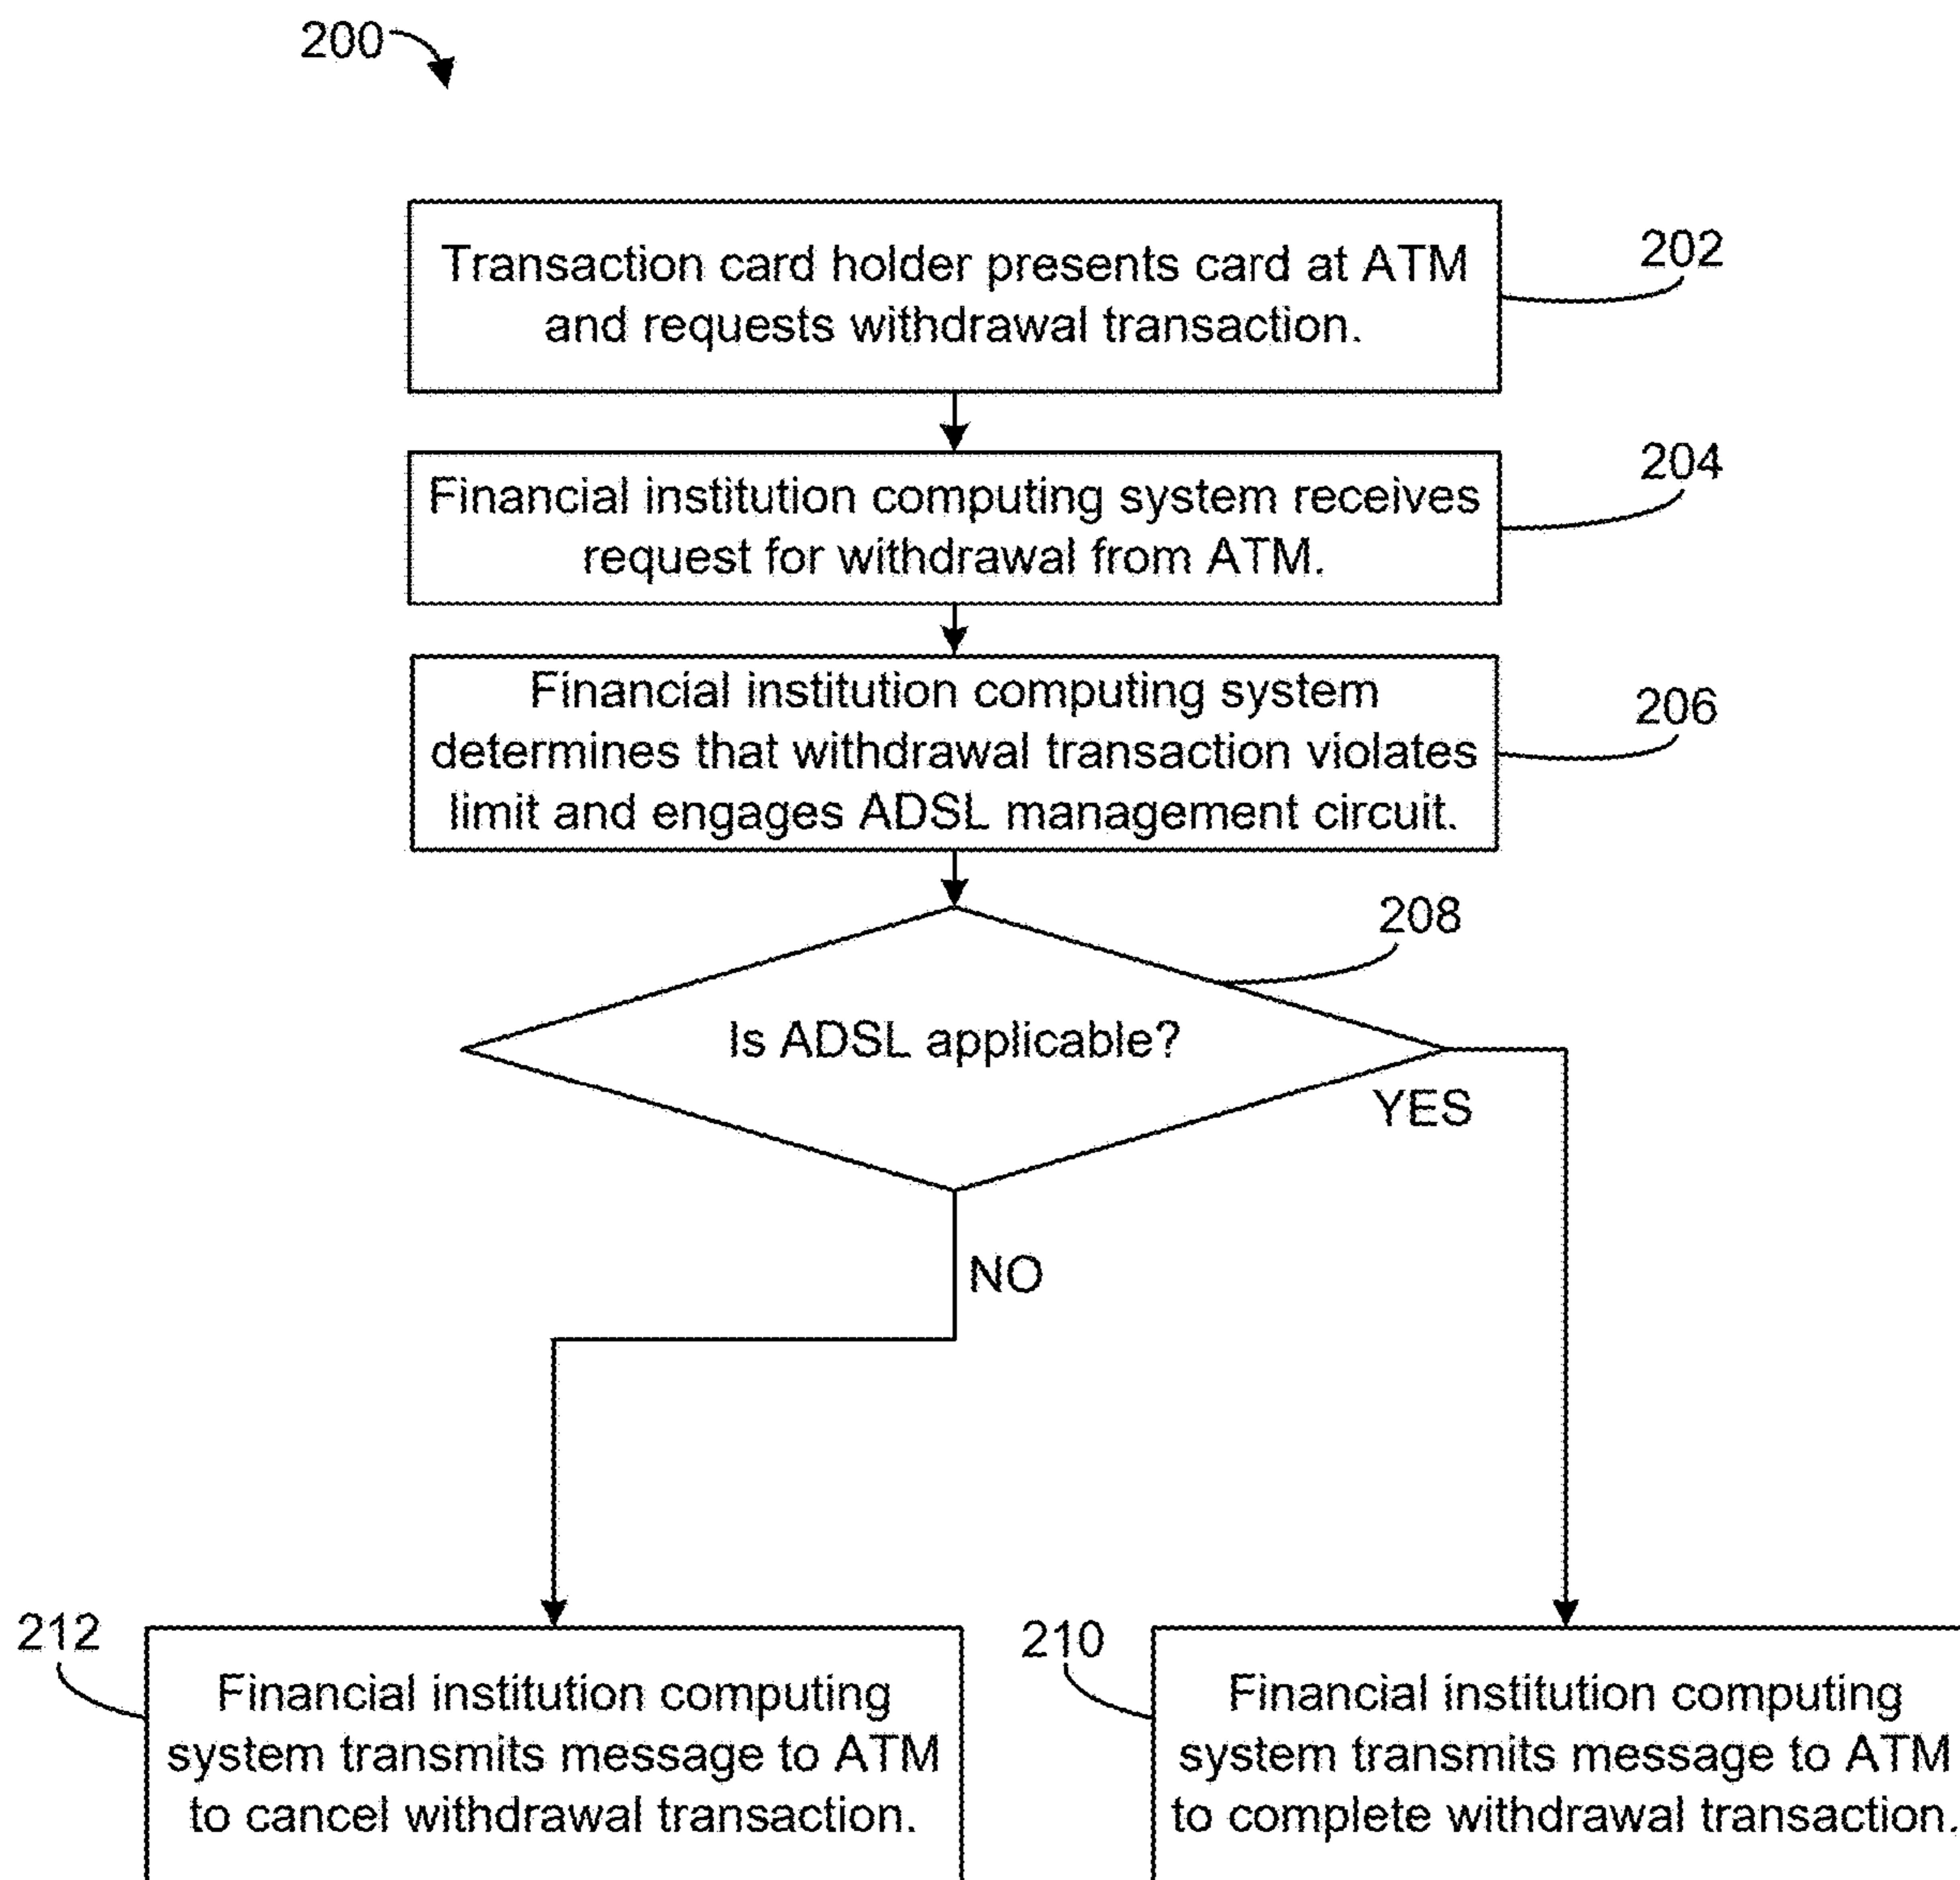 200
Transaction card holder presents card at ATM
and requests withdrawal transaction.
202
Financial institution computing system receives
request for withdrawal from ATM.
204
Financial institution computing system
determines that withdrawal transaction violates
limit and engages ADSL management circuit.
206
208
Is ADSL applicable?
YES
NO
212
Financial institution computing
system transmits message to ATM
to cancel withdrawal transaction.
210
Financial institution computing
system transmits message to ATM
to complete withdrawal transaction.